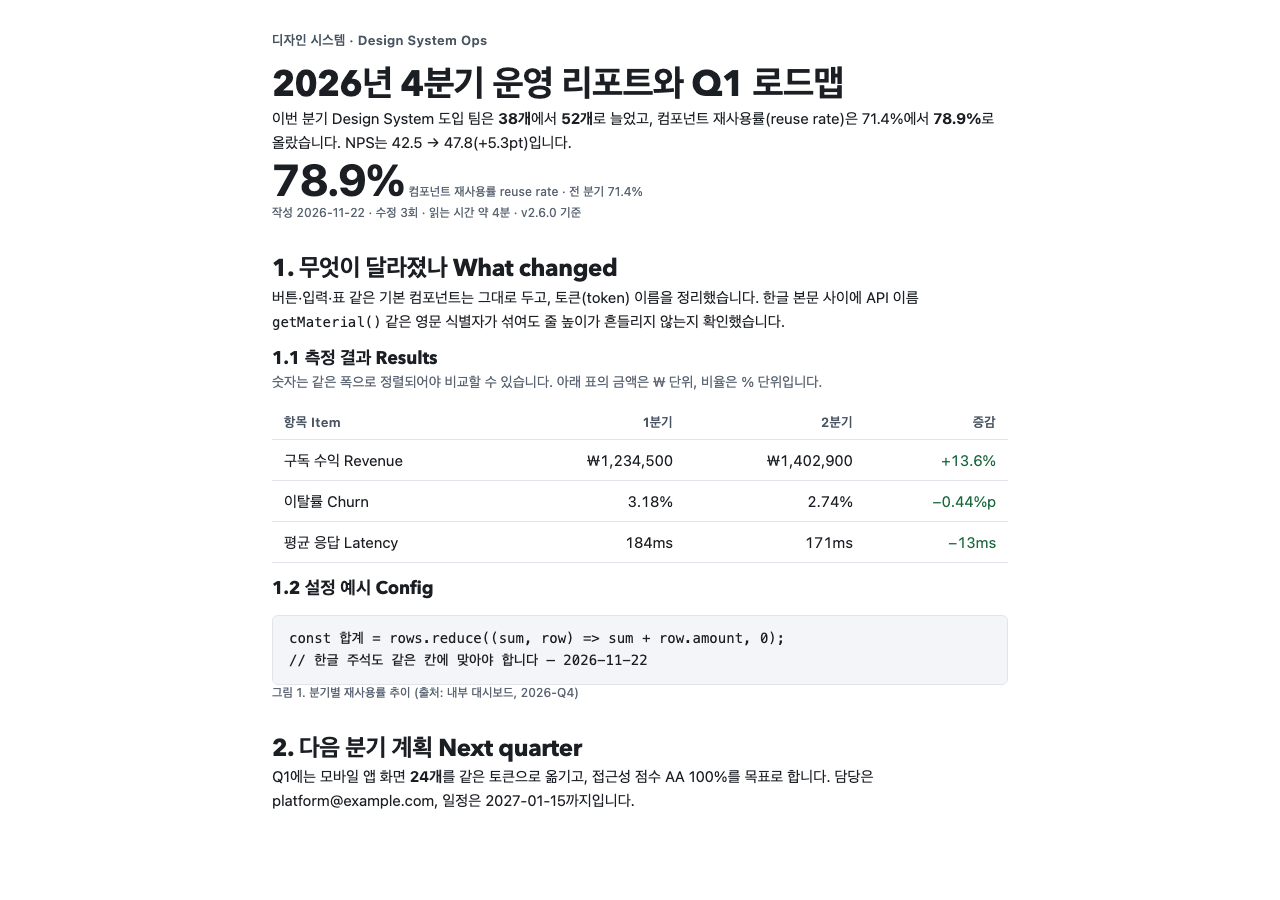 디자인 시스템 · Design System Ops
2026년 4분기 운영 리포트와 Q1 로드맵
이번 분기 Design System 도입 팀은 38개에서 52개로 늘었고, 컴포넌트 재사용률(reuse rate)은 71.4%에서 78.9%로
올랐습니다. NPS는 42.5 → 47.8(+5.3pt)입니다.
78.9% 컴포넌트 재사용률 reuse rate · 전 분기 71.4%
작성 2026-11-22 · 수정 3회 · 읽는 시간 약 4분 · v2.6.0 기준
1. 무엇이 달라졌나 What changed
버튼·입력·표 같은 기본 컴포넌트는 그대로 두고, 토큰(token) 이름을 정리했습니다. 한글 본문 사이에 API 이름
getMaterial() 같은 영문 식별자가 섞여도 줄 높이가 흔들리지 않는지 확인했습니다.
1.1 측정 결과 Results
숫자는 같은 폭으로 정렬되어야 비교할 수 있습니다. 아래 표의 금액은 ₩ 단위, 비율은 % 단위입니다.
항목 Item 1분기 2분기 증감
구독 수익 Revenue ₩1,234,500 ₩1,402,900 +13.6%
이탈률 Churn 3.18% 2.74% −0.44%p
평균 응답 Latency 184ms 171ms −13ms
1.2 설정 예시 Config
const 합계 = rows.reduce((sum, row) => sum + row.amount, 0);
// 한글 주석도 같은 칸에 맞아야 합니다 — 2026-11-22
그림 1. 분기별 재사용률 추이 (출처: 내부 대시보드, 2026-Q4)
2. 다음 분기 계획 Next quarter
Q1에는 모바일 앱 화면 24개를 같은 토큰으로 옮기고, 접근성 점수 AA 100%를 목표로 합니다. 담당은
platform@example.com, 일정은 2027-01-15까지입니다.